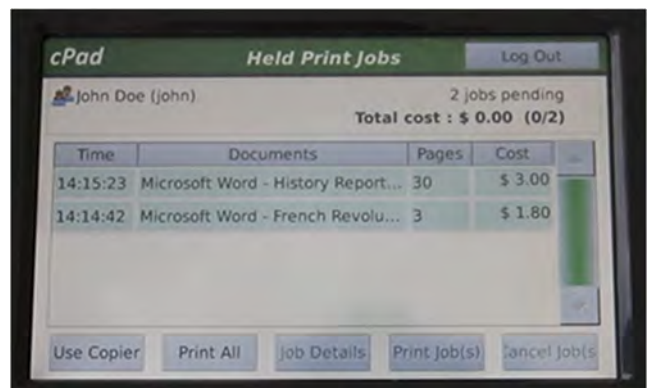 cPad Held Print Jobs Log Out
John Doe (john) 2 jobs pending
Total cost : $ 0.00 (0/2)
Time Documents Pages Cost
14:15:23 Microsoft Word - History Report... 30 $ 3.00
14:14:42 Microsoft Word - French Revolu... 3 $ 1.80
Use Copier Print All Job Details Print Job(s) Cancel Job(s